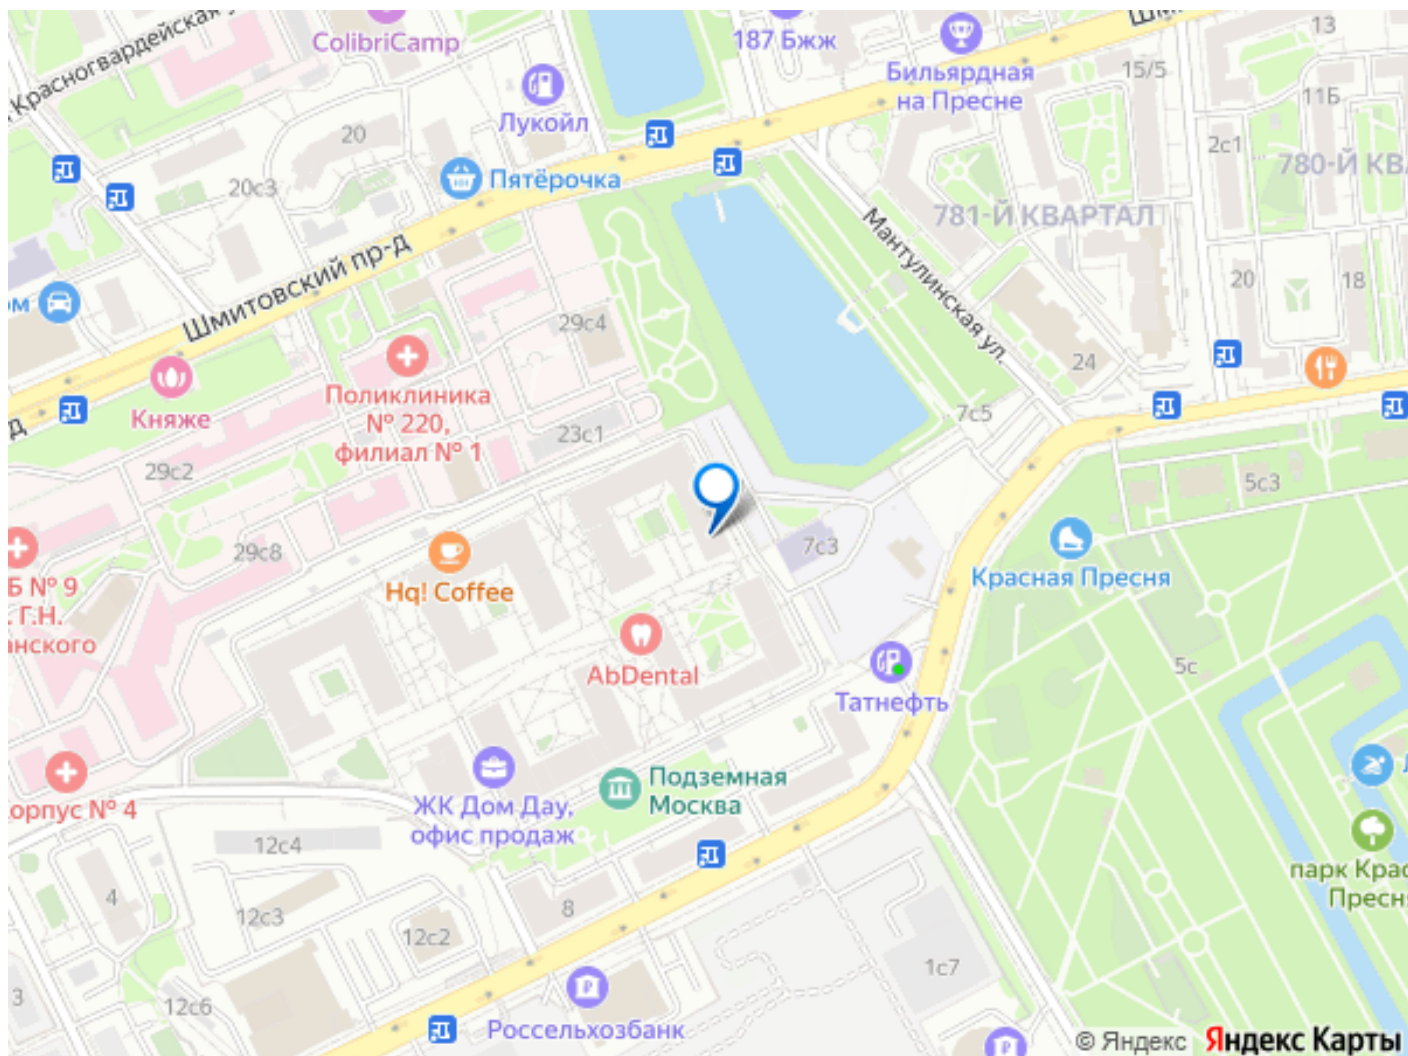 Красногвардейская
ColibriCamp
187 Бжж
Бильярдная
на Пресне
13
15/5
11Б
2с1
780-Й КВА
781-Й КВАРТАЛ
Лукойл
20
20с3
Пятёрочка
Мантулинская ул.
Шмитовский пр-д
20
18
24
29с4
Поликлиника
№ 220,
филиал № 1
Княже
23с1
7с5
29с2
5с3
29с8
Hq! Coffee
7с3
Красная Пресня
Б № 9
Г.Н.
нского
AbDental
5с
Татнефть
Подземная
Москва
ЖК Дом Дау,
офис продаж
орпус № 4
12с4
парк Крас
Пресня
4
12с3
8
12с2
1с7
3
12с6
Россельхозбанк
© Яндекс Яндекс Карты